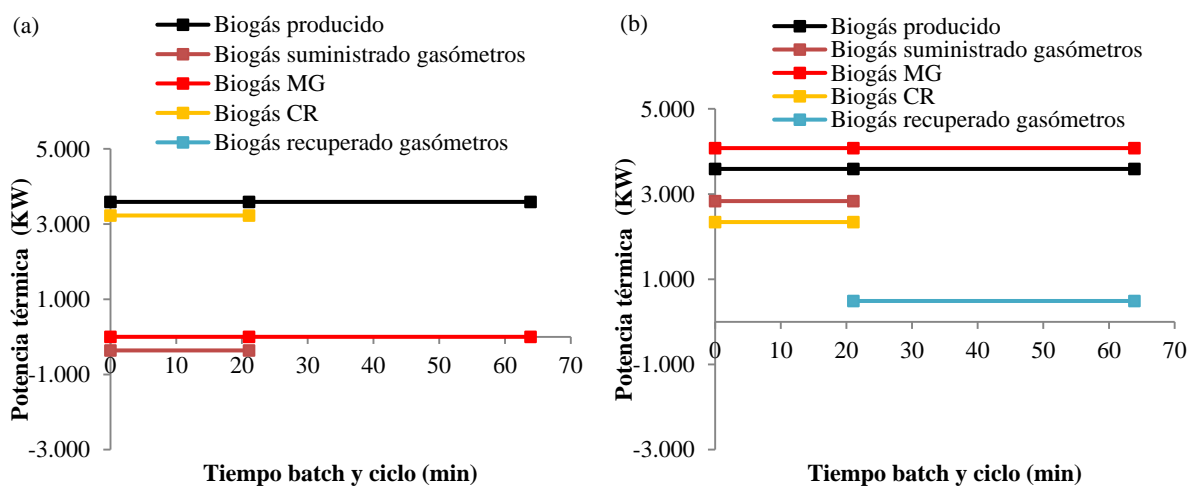 (a)
Biogás producido
Biogás suministrado gasómetros
Biogás MG
Biogás CR
Biogás recuperado gasómetros
5.000
3.000
1.000
-1.000
-3.000
0 10 20 30 40 50 60 70
Potencia térmica (KW)
Tiempo batch y ciclo (min)
(b)
Biogás producido
Biogás suministrado gasómetros
Biogás MG
Biogás CR
Biogás recuperado gasómetros
5.000
3.000
1.000
-1.000
-3.000
0 10 20 30 40 50 60 70
Potencia térmica (KW)
Tiempo batch y ciclo (min)